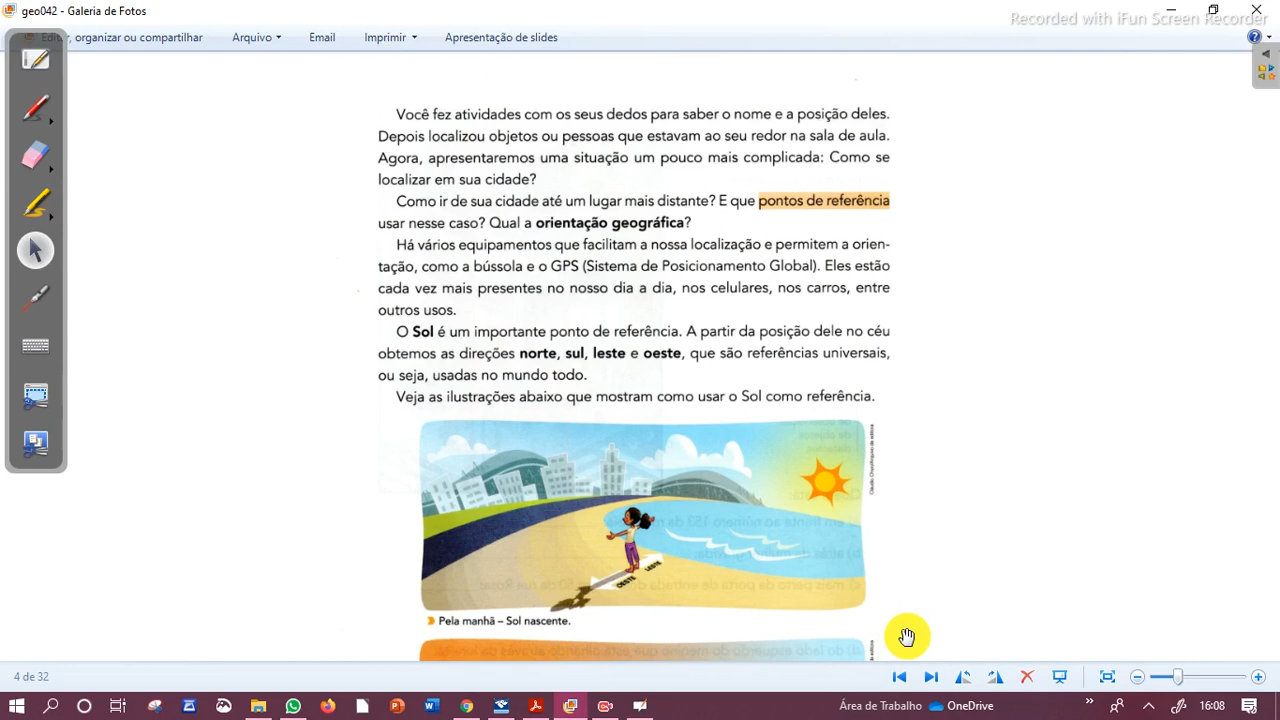 geo042 - Galeria de Fotos
Recorded with iFun Screen Recorder
Editar, organizar ou compartilhar Arquivo Email Imprimir Apresentação de slides
Você fez atividades com os seus dedos para saber o nome e a posição deles.
Depois localizou objetos ou pessoas que estavam ao seu redor na sala de aula.
Agora, apresentaremos uma situação um pouco mais complicada: Como se
localizar em sua cidade?
Como ir de sua cidade até um lugar mais distante? E que pontos de referência
usar nesse caso? Qual a orientação geográfica?
Há vários equipamentos que facilitam a nossa localização e permitem a orien-
tação, como a bússola e o GPS (Sistema de Posicionamento Global). Eles estão
cada vez mais presentes no nosso dia a dia, nos celulares, nos carros, entre
outros usos.
O Sol é um importante ponto de referência. A partir da posição dele no céu
obtemos as direções norte, sul, leste e oeste, que são referências universais,
ou seja, usadas no mundo todo.
Veja as ilustrações abaixo que mostram como usar o Sol como referência.
OESTE LESTE
Pela manhã – Sol nascente.
4 de 32
Área de Trabalho OneDrive 16:08